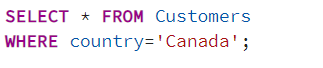 SELECT * FROM Customers
WHERE country='Canada';